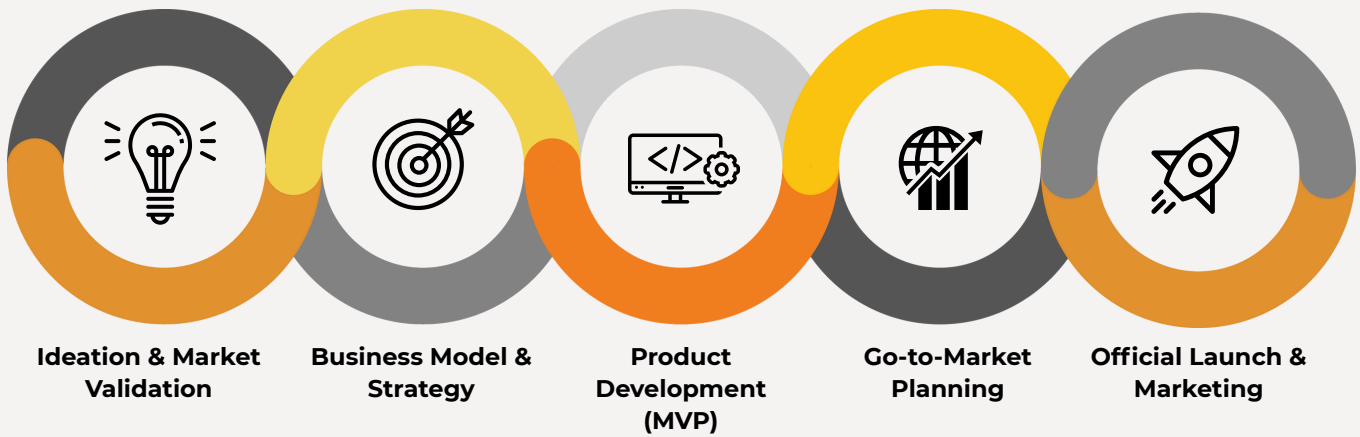 Ideation & Market
Validation
Business Model &
Strategy
</>
Product
Development
(MVP)
Go-to-Market
Planning
Official Launch &
Marketing